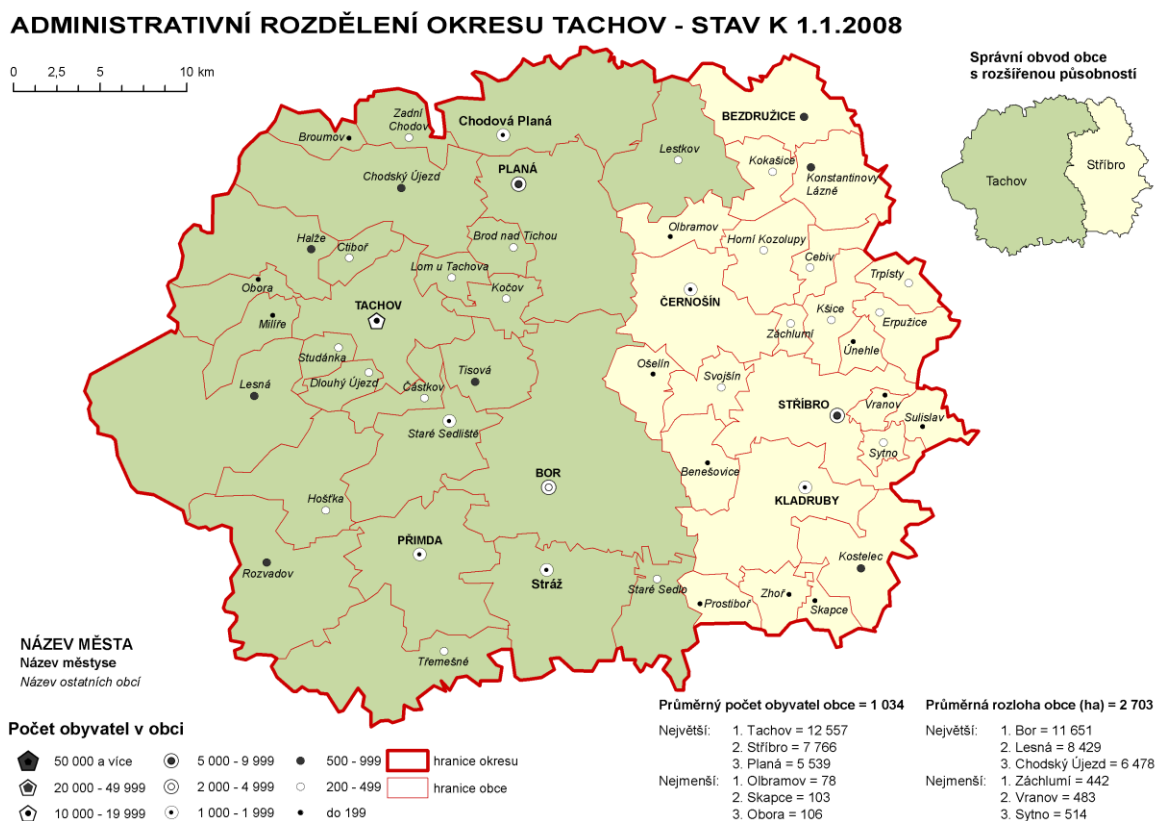 ADMINISTRATIVNÍ ROZDĚLENÍ OKRESU TACHOV - STAV K 1.1.2008
0 2,5 5 10 km
Správní obvod obce
s rozšířenou působností
Tachov
Stříbro
Zadní
Chodov
Broumov
Chodová Planá
BEZDRUŽICE
Lestkov
Kokašice
Konstantinovy
Lázně
PLANÁ
Chodský Újezd
Olbramov
Halže
Ctiboř
Brod nad Tichou
Horní Kozolupy
Cebiv
Trpísty
Lom u Tachova
Obora
Kočov
TACHOV
ČERNOŠÍN
Milíře
Záchlumí
Kšice
Erpužice
Únehle
Studánka
Ošelín
Tisová
Svojšín
Lesná
Dlouhý Újezd
Částkov
STŘÍBRO
Vranov
Sulislav
Staré Sedliště
Sytno
BOR
Benešovice
KLADRUBY
Hošťka
PŘIMDA
Kostelec
Rozvadov
Stráž
Staré Sedlo
Zhoř
Prostiboř
Skapce
Třemešné
NÁZEV MĚSTA
Název městyse
Název ostatních obcí
Počet obyvatel v obci
50 000 a více 5 000 - 9 999 500 - 999 hranice okresu
20 000 - 49 999 2 000 - 4 999 200 - 499 hranice obce
10 000 - 19 999 1 000 - 1 999 do 199
Průměrný počet obyvatel obce = 1 034
Největší: 1. Tachov = 12 557
2. Stříbro = 7 766
3. Planá = 5 539
Nejmenší: 1. Olbramov = 78
2. Skapce = 103
3. Obora = 106
Průměrná rozloha obce (ha) = 2 703
Největší: 1. Bor = 11 651
2. Lesná = 8 429
3. Chodský Újezd = 6 478
Nejmenší: 1. Záchlumí = 442
2. Vranov = 483
3. Sytno = 514